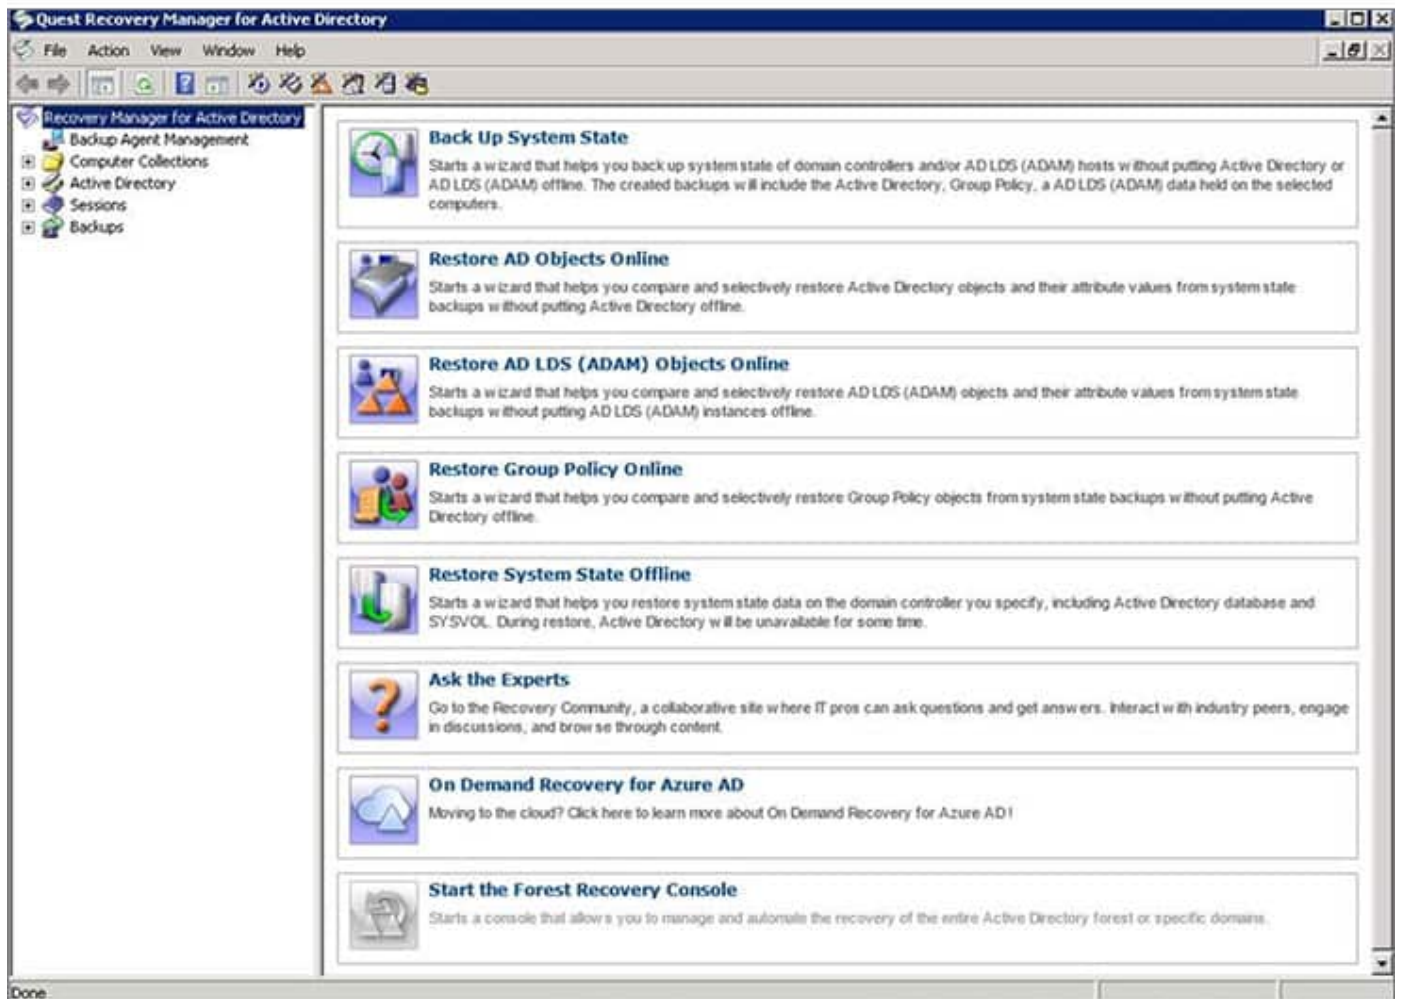 Quest Recovery Manager for Active Directory
File Action View Window Help
Recovery Manager for Active Directory
Backup Agent Management
Computer Collections
Active Directory
Sessions
Backups
Back Up System State
Starts a wizard that helps you back up system state of domain controllers and/or AD LDS (ADAM) hosts without putting Active Directory or
AD LDS (ADAM) offline. The created backups will include the Active Directory, Group Policy, a AD LDS (ADAM) data held on the selected
computers.
Restore AD Objects Online
Starts a wizard that helps you compare and selectively restore Active Directory objects and their attribute values from system state
backups without putting Active Directory offline.
Restore AD LDS (ADAM) Objects Online
Starts a wizard that helps you compare and selectively restore AD LDS (ADAM) objects and their attribute values from system state
backups without putting AD LDS (ADAM) instances offline.
Restore Group Policy Online
Starts a wizard that helps you compare and selectively restore Group Policy objects from system state backups without putting Active
Directory offline.
Restore System State Offline
Starts a wizard that helps you restore system state data on the domain controller you specify, including Active Directory database and
SYSVOL. During restore, Active Directory will be unavailable for some time.
Ask the Experts
Go to the Recovery Community, a collaborative site where IT pros can ask questions and get answers. Interact with industry peers, engage
in discussions, and browse through content.
On Demand Recovery for Azure AD
Moving to the cloud? Click here to learn more about On Demand Recovery for Azure AD!
Start the Forest Recovery Console
Starts a console that allows you to manage and automate the recovery of the entire Active Directory forest or specific domains.
Done